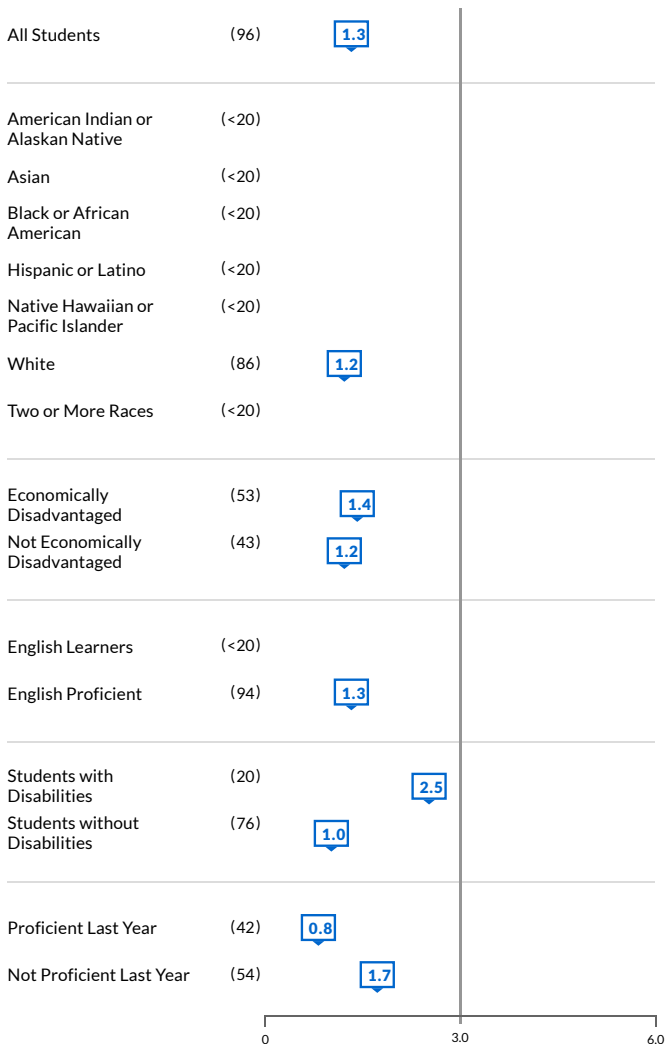 All Students (96) 1.3
American Indian or (<20)
Alaskan Native
Asian (<20)
Black or African (<20)
American
Hispanic or Latino (<20)
Native Hawaiian or (<20)
Pacific Islander
White (86) 1.2
Two or More Races (<20)
Economically (53) 1.4
Disadvantaged
Not Economically (43) 1.2
Disadvantaged
English Learners (<20)
English Proficient (94) 1.3
Students with (20) 2.5
Disabilities
Students without (76) 1.0
Disabilities
Proficient Last Year (42) 0.8
Not Proficient Last Year (54) 1.7
0 3.0 6.0